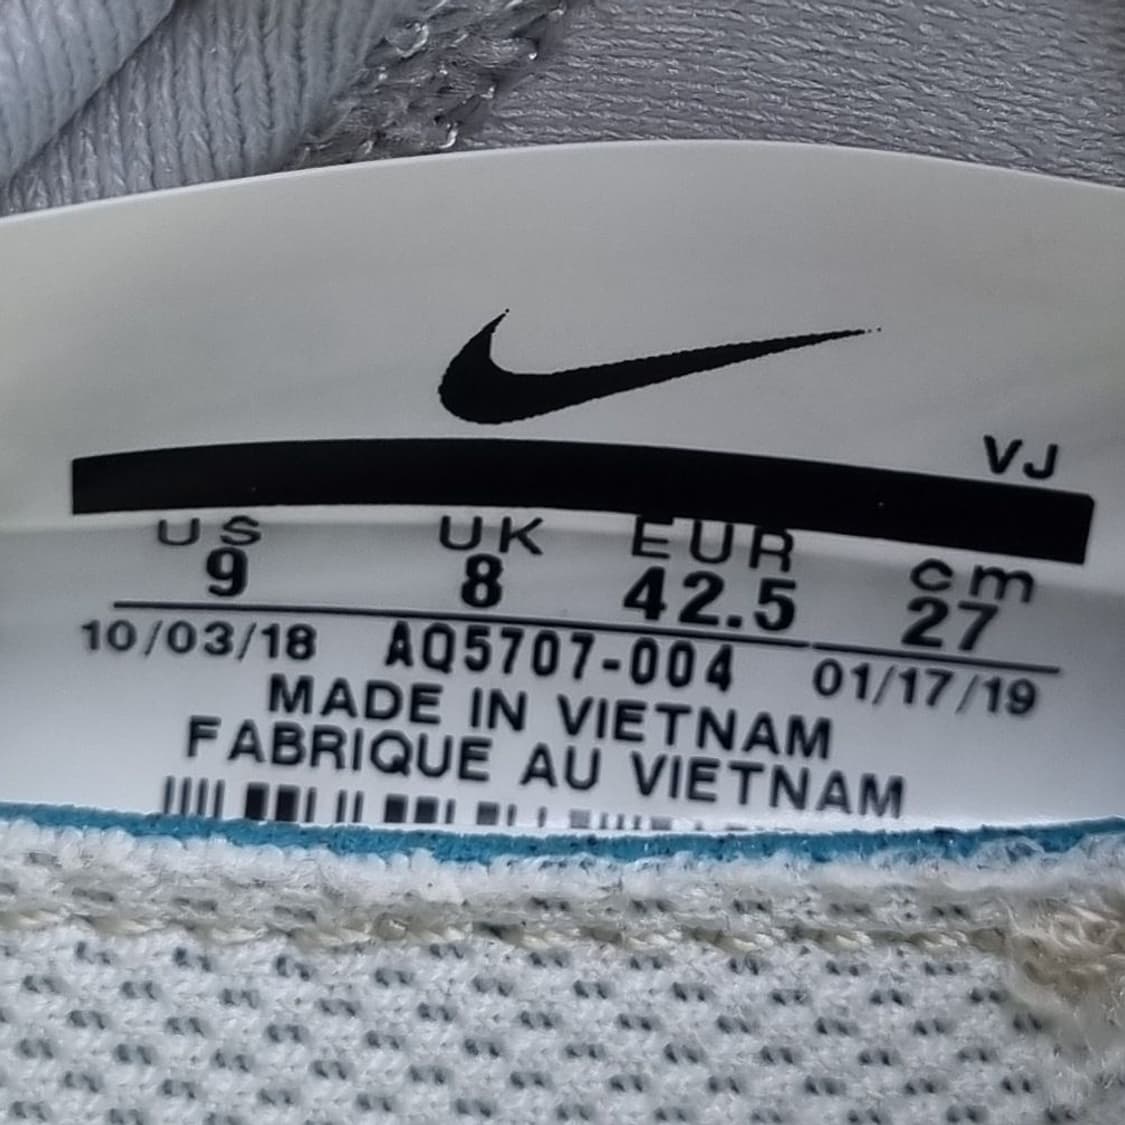 VJ
US UK EUR cm
9 8 42.5 27
10/03/18 AQ5707-004 01/17/19
MADE IN VIETNAM
FABRIQUE AU VIETNAM